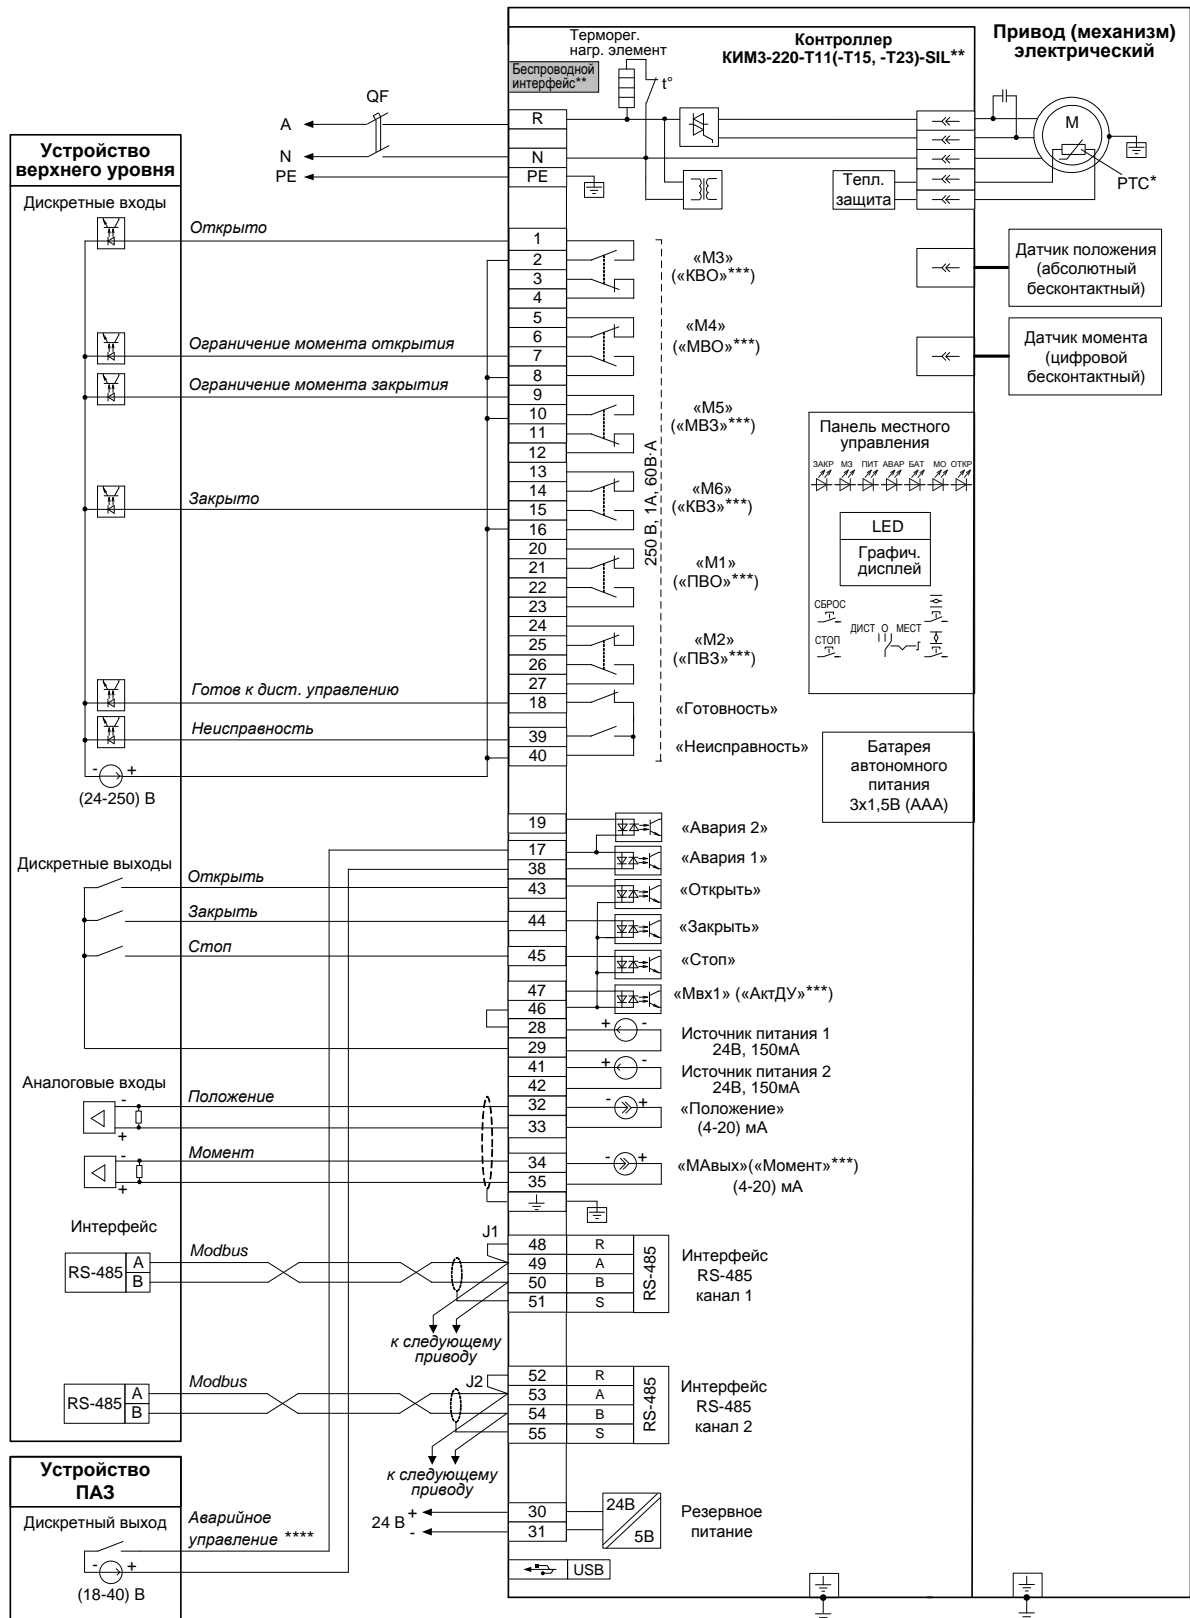 Привод (механизм)
электрический
Контроллер
КИМ3-220-Т11(-Т15, -Т23)-SIL**
Терморег.
нагр. элемент
Беспроводной
интерфейс**
t°
QF
A
R
N
N
PE
PE
M
PTC*
Тепл.
защита
Устройство
верхнего уровня
Дискретные входы
Открыто
1
2
3
4
«М3»
(«КВО»***)
Датчик положения
(абсолютный
бесконтактный)
5
6
7
8
«М4»
(«МВО»***)
Ограничение момента открытия
Датчик момента
(цифровой
бесконтактный)
Ограничение момента закрытия
9
10
11
12
«М5»
(«МВЗ»***)
250 В, 1А, 60В·А
Панель местного
управления
ЗАКР МЗ ПИТ АВАР БАТ МО ОТКР
LED
Графич.
дисплей
СБРОС
СТОП
ДИСТ О МЕСТ
Закрыто
13
14
15
16
«М6»
(«КВЗ»***)
20
21
22
23
«М1»
(«ПВО»***)
24
25
26
27
«М2»
(«ПВЗ»***)
Готов к дист. управлению
18
«Готовность»
Неисправность
39
40
«Неисправность»
- +
(24-250) В
Батарея
автономного
питания
3х1,5В (ААА)
19
«Авария 2»
17
38
«Авария 1»
Дискретные выходы
Открыть
43
«Открыть»
Закрыть
44
«Закрыть»
Стоп
45
«Стоп»
47
46
«Мвх1» («АктДУ»***)
28
29
+ -
Источник питания 1
24В, 150мА
41
42
+ -
Источник питания 2
24В, 150мА
Аналоговые входы
Положение
-
+
32
33
- +
«Положение»
(4-20) мА
Момент
-
+
34
35
- +
«МАвых»(«Момент»***)
(4-20) мА
Интерфейс
RS-485
A
B
Modbus
J1
48 R
49 A
50 B
51 S
RS-485
Интерфейс
RS-485
канал 1
к следующему
приводу
RS-485
A
B
Modbus
J2
52 R
53 A
54 B
55 S
RS-485
Интерфейс
RS-485
канал 2
к следующему
приводу
Устройство
ПАЗ
Дискретный выход
Аварийное
управление ****
- +
(18-40) В
24 В
+
-
30
31
24В
5В
Резервное
питание
USB